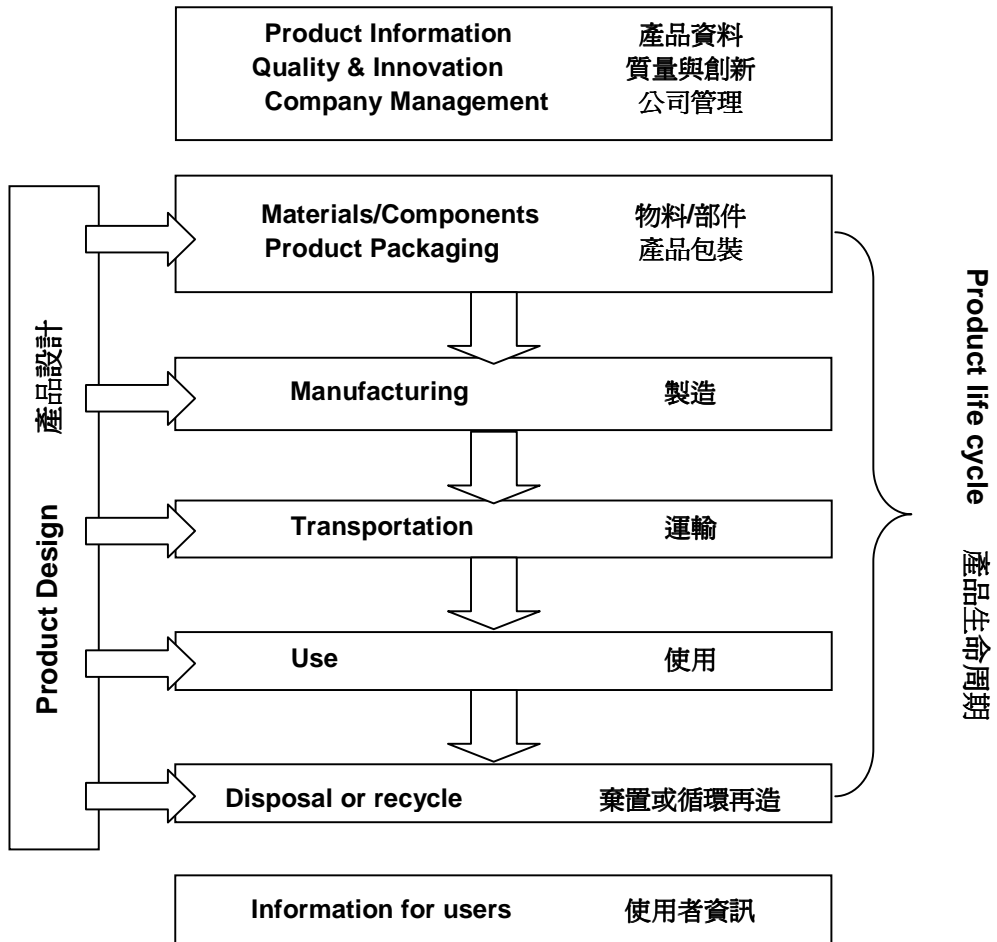 Product Information 產品資料
Quality & Innovation 質量與創新
Company Management 公司管理
Product Design 產品設計
Materials/Components 物料/部件
Product Packaging 產品包裝
Manufacturing 製造
Transportation 運輸
Use 使用
Disposal or recycle 棄置或循環再造
Product life cycle 產品生命周期
Information for users 使用者資訊